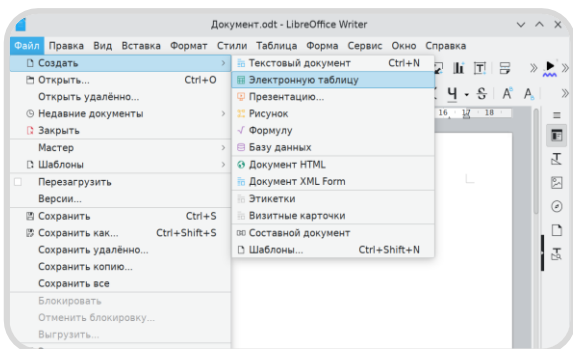 Документ.odt - LibreOffice Writer
Файл Правка Вид Вставка Формат Стили Таблица Форма Сервис Окно Справка
Создать
Открыть... Ctrl+O
Открыть удалённо...
Недавние документы
Закрыть
Мастер
Шаблоны
Перезагрузить
Версии...
Сохранить Ctrl+S
Сохранить как... Ctrl+Shift+S
Сохранить удалённо...
Сохранить копию...
Сохранить все
Блокировать
Отменить блокировку...
Выгрузить...
Текстовый документ Ctrl+N
Электронную таблицу
Презентацию...
Рисунок
Формулу
Базу данных
Документ HTML
Документ XML Form
Этикетки
Визитные карточки
Составной документ
Шаблоны... Ctrl+Shift+N
Ч S A A
16 17 18